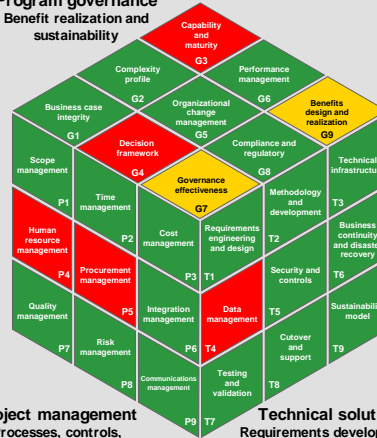 Program governance
Benefit realization and
sustainability
Capability
and
maturity
G3
Complexity
profile
G2
Performance
management
G6
Business case
integrity
G1
Organizational
change
management
G5
Benefits
design and
realization
G9
Decision
framework
G4
Compliance and
regulatory
G8
Governance
effectiveness
G7
Scope
management
P1
Time
management
P2
Cost
management
P3
Human
resource
management
P4
Procurement
management
P5
Integration
management
P6
Quality
management
P7
Risk
management
P8
Communications
management
P9
Requirements
engineering
and design
T1
Methodology
and
development
T2
Technical
infrastruct
T3
Data
management
T4
Security and
controls
T5
Business
continuity
and disaster
recovery
T6
Testing
and
validation
T7
Cutover
and
support
T8
Sustainabili
model
T9
oject management
rocesses, controls,
Technical solut
Requirements develop